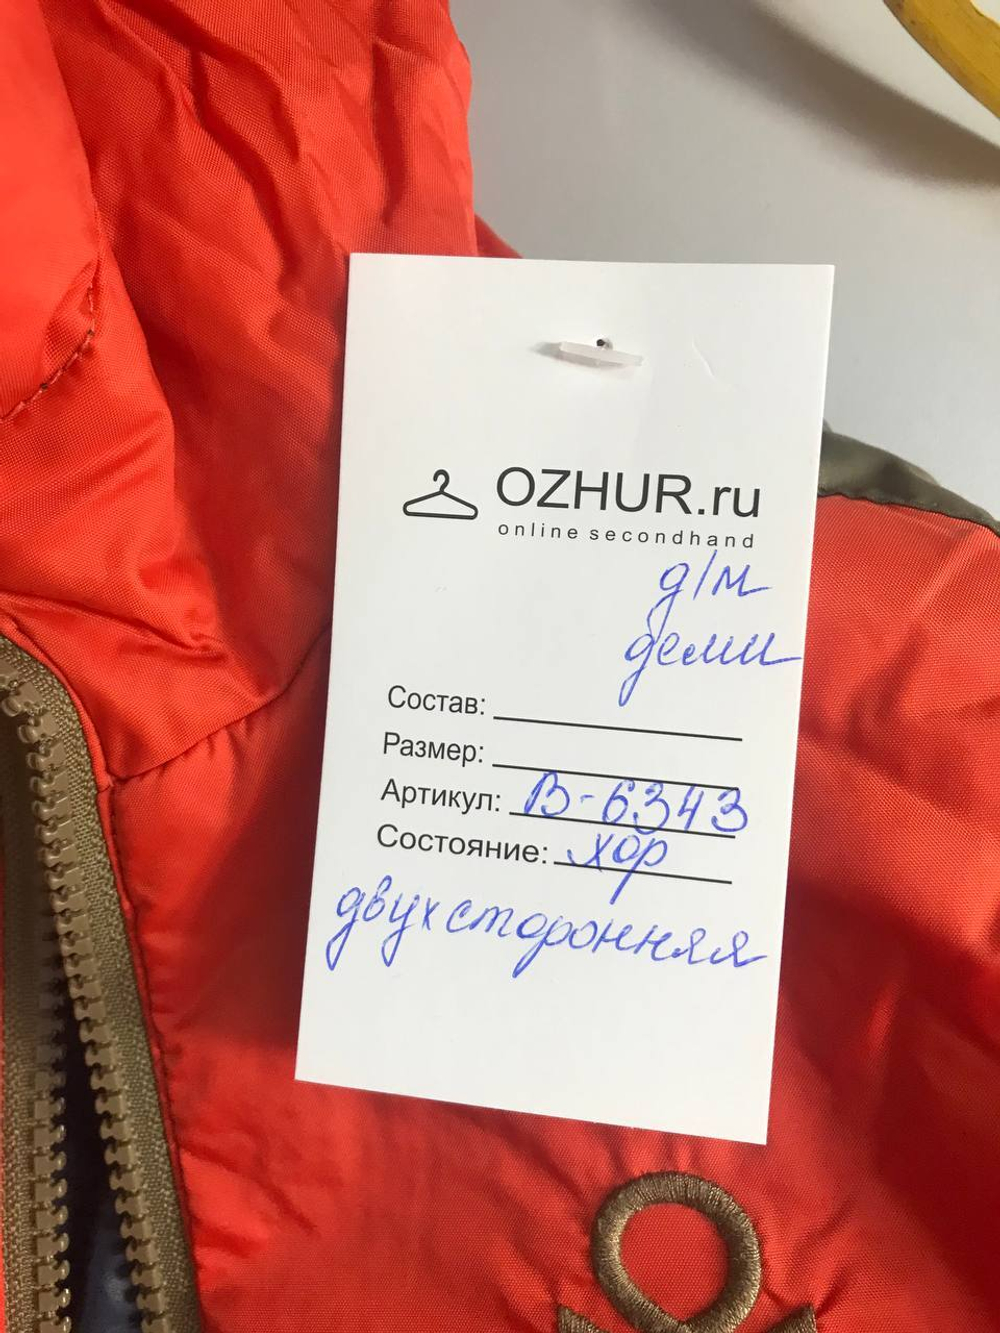 OZHUR.ru
online secondhand
д/м
деми
Состав:
Размер:
Артикул: В-6343
Состояние: хор
двухсторонняя